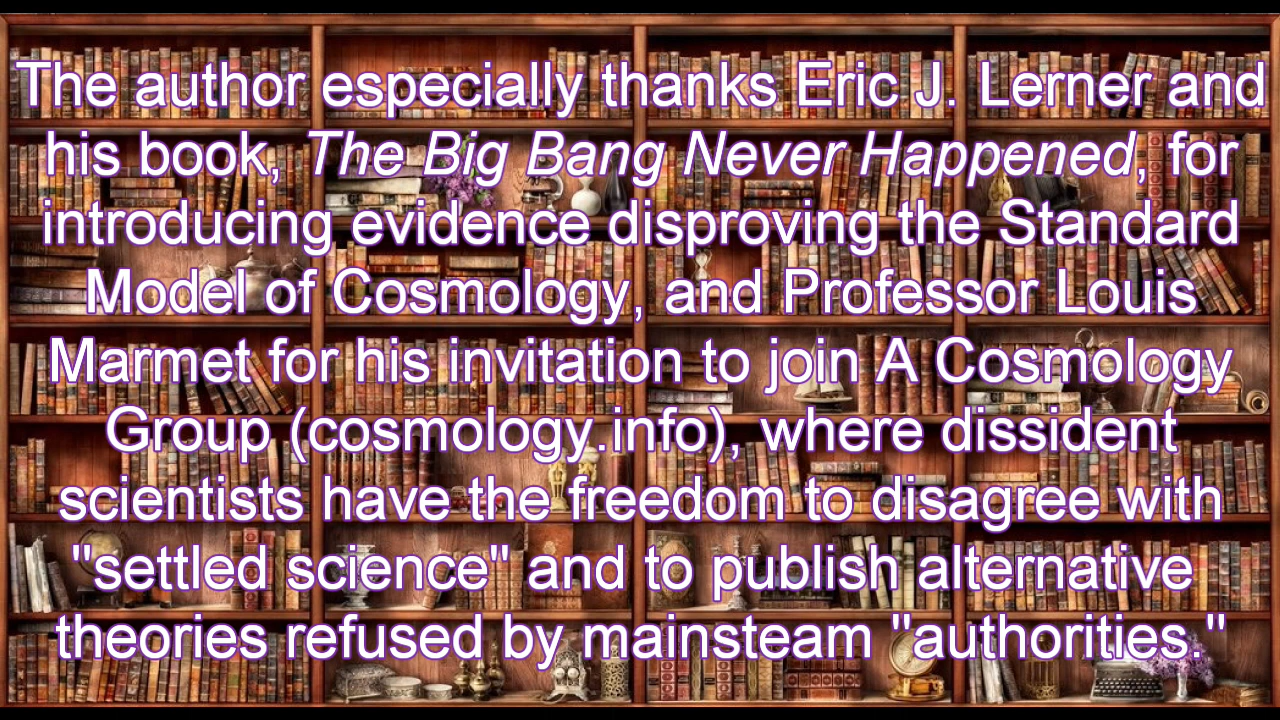 The author especially thanks Eric J. Lerner and
his book, The Big Bang Never Happened, for
introducing evidence disproving the Standard
Model of Cosmology, and Professor Louis
Marmet for his invitation to join A Cosmology
Group (cosmology.info), where dissident
scientists have the freedom to disagree with
"settled science" and to publish alternative
theories refused by mainsteam "authorities."